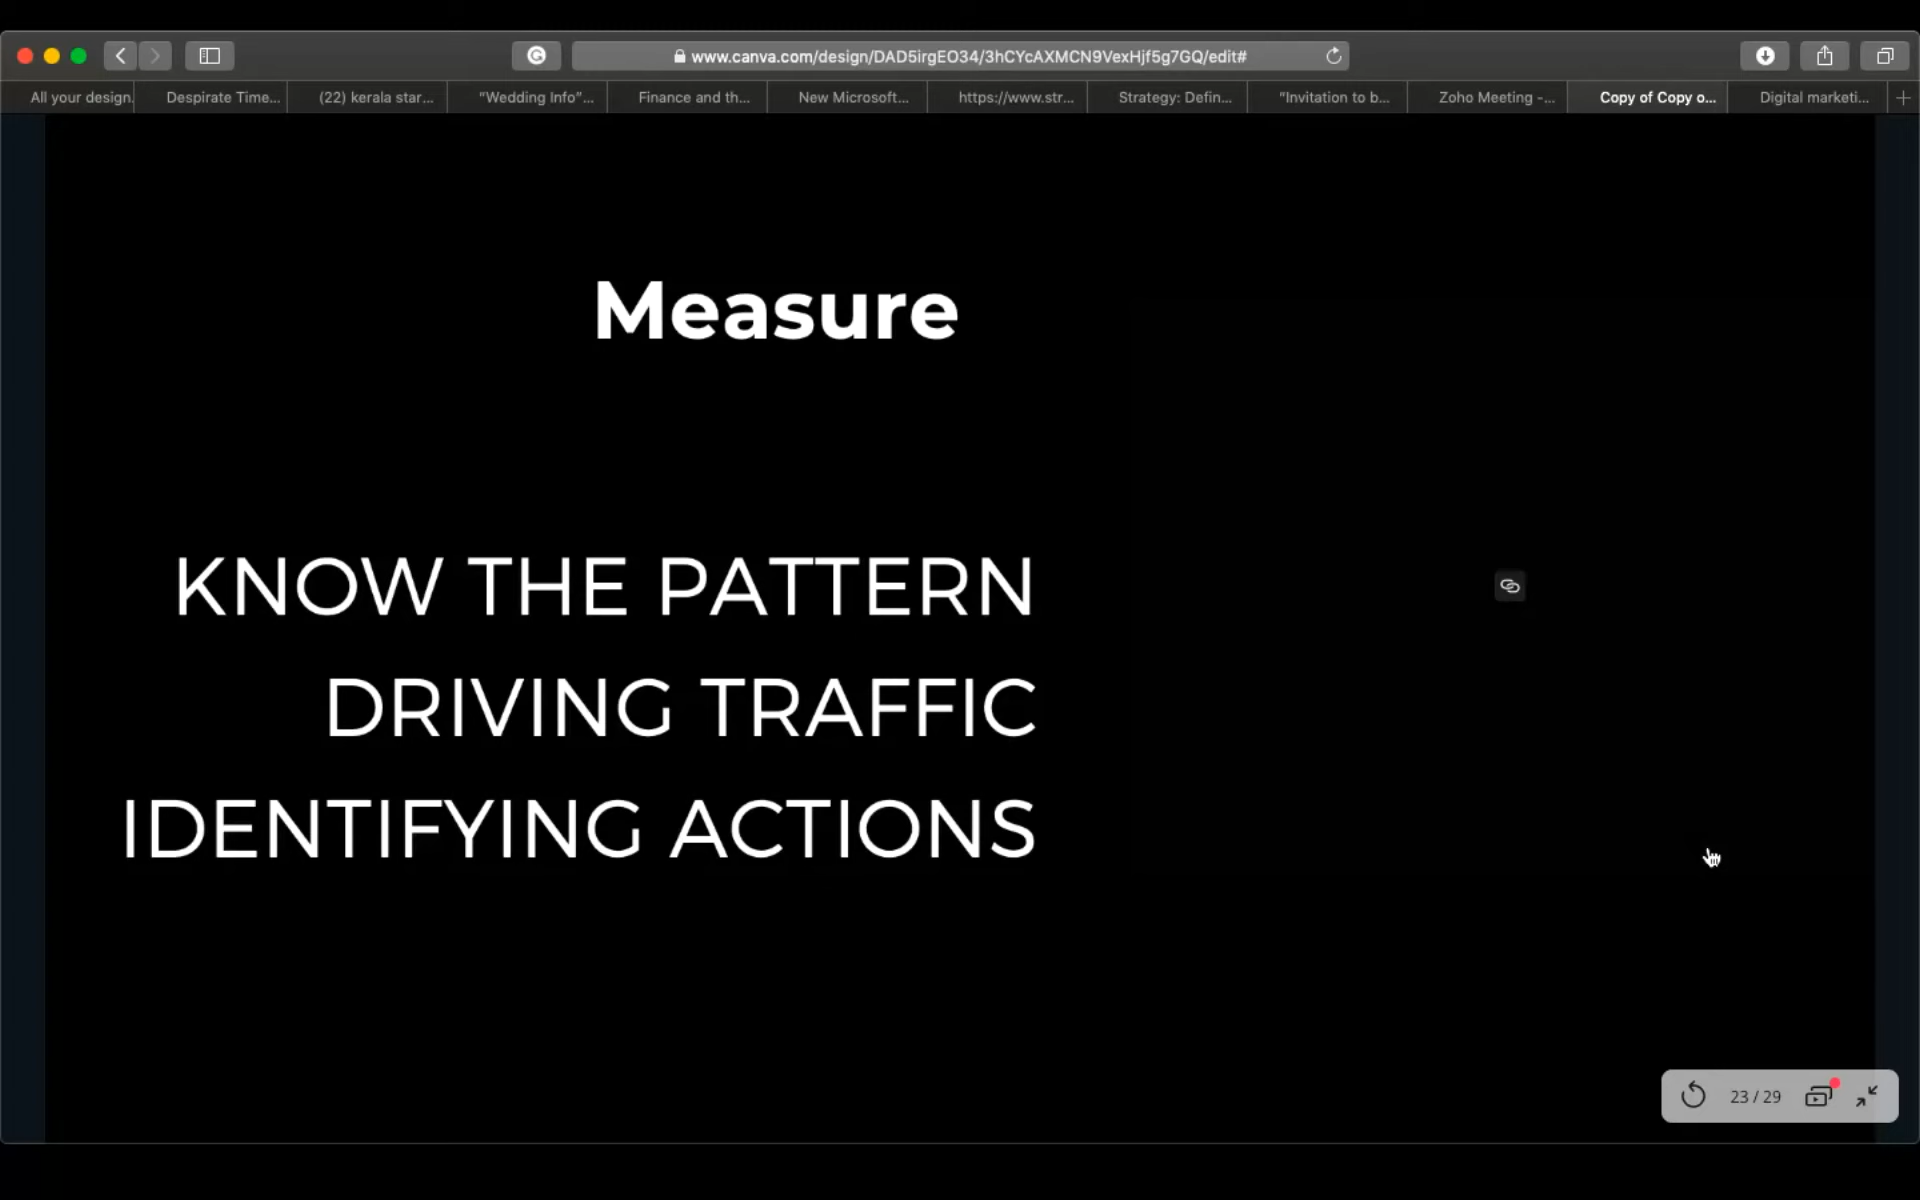 www.canva.com/design/DAD5irgEO34/3hCYcAXMCN9VexHjf5g7GQ/edit#
All your design. Despirate Time... (22) kerala star... “Wedding Info”... Finance and th... New Microsoft... https://www.str... Strategy: Defin... “Invitation to b... Zoho Meeting -... Copy of Copy o... Digital marketi...
Measure
KNOW THE PATTERN
DRIVING TRAFFIC
IDENTIFYING ACTIONS
23 / 29